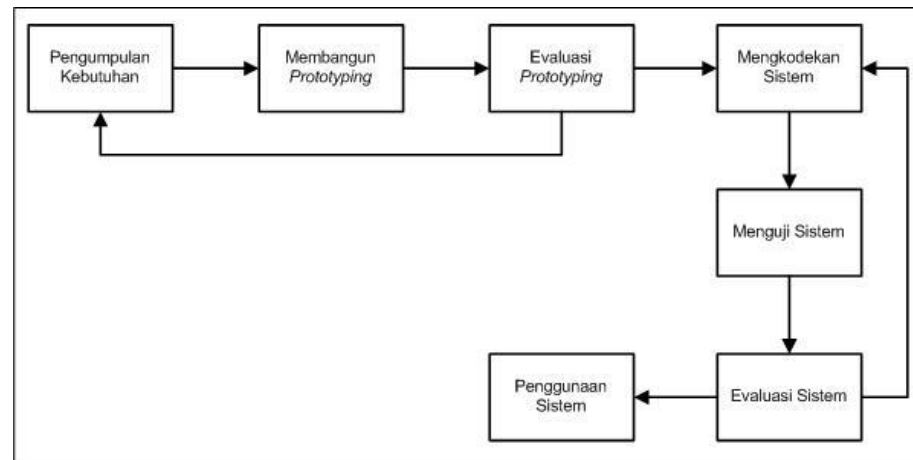 Pengumpulan
Kebutuhan
Membangun
Prototyping
Evaluasi
Prototyping
Mengkodekan
Sistem
Menguji Sistem
Evaluasi Sistem
Penggunaan
Sistem